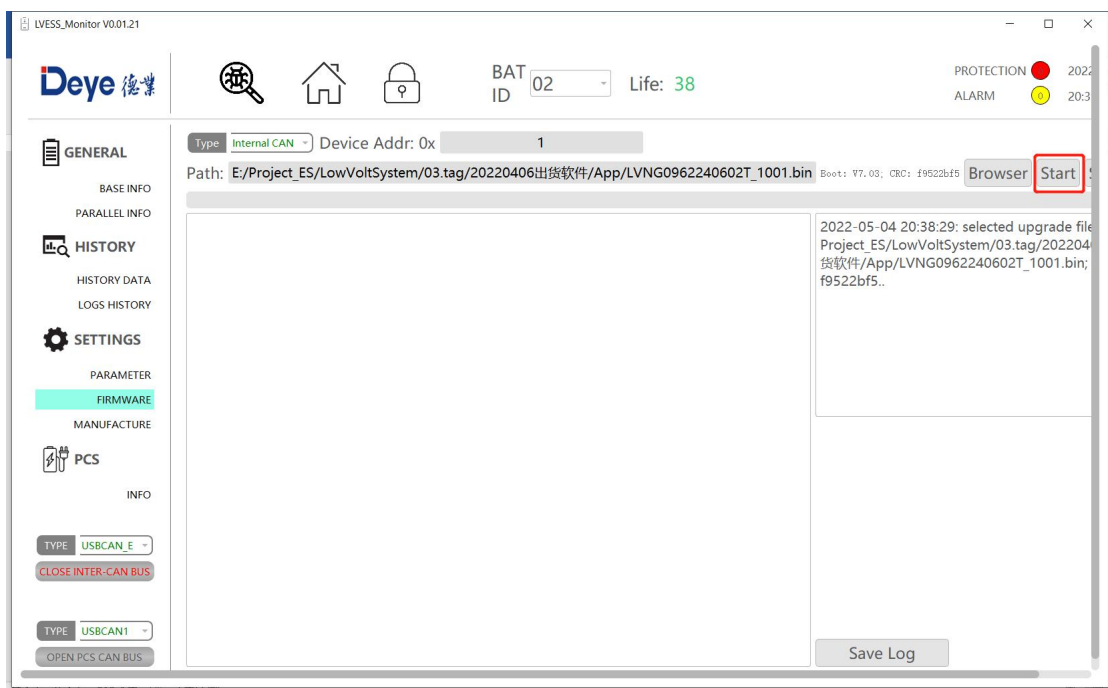 LVESS_Monitor V0.01.21
Deye 德業
BAT ID 02
Life: 38
PROTECTION 2022
ALARM 0 20:3
GENERAL
BASE INFO
PARALLEL INFO
HISTORY
HISTORY DATA
LOGS HISTORY
SETTINGS
PARAMETER
FIRMWARE
MANUFACTURE
PCS
INFO
TYPE USBCAN_E
CLOSE INTER-CAN BUS
TYPE USBCAN1
OPEN PCS CAN BUS
Type Internal CAN Device Addr: 0x 1
Path: E:/Project_ES/LowVoltSystem/03.tag/20220406出货软件/App/LVNG0962240602T_1001.bin Boot: V7.03; CRC: f9522bf5 Browser Start
2022-05-04 20:38:29: selected upgrade file
Project_ES/LowVoltSystem/03.tag/202204
货软件/App/LVNG0962240602T_1001.bin;
f9522bf5..
Save Log